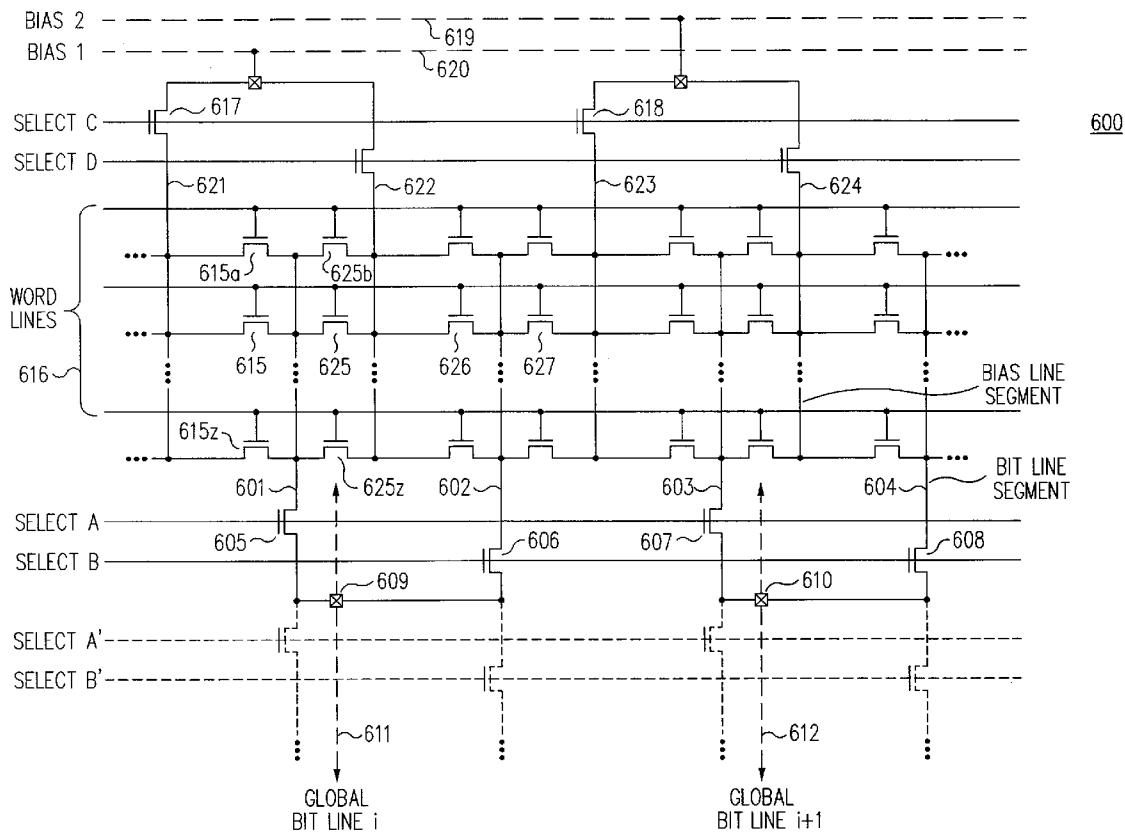 BIAS 2
619
BIAS 1
620
617
618
SELECT C
600
SELECT D
621
622
623
624
615a
625b
WORD
LINES
616
615
625
626
627
BIAS LINE
SEGMENT
615z
625z
601
602
603
604
BIT LINE
SEGMENT
SELECT A
605
606
607
608
SELECT B
609
610
SELECT A'
SELECT B'
611
612
GLOBAL
BIT LINE i
GLOBAL
BIT LINE i+1